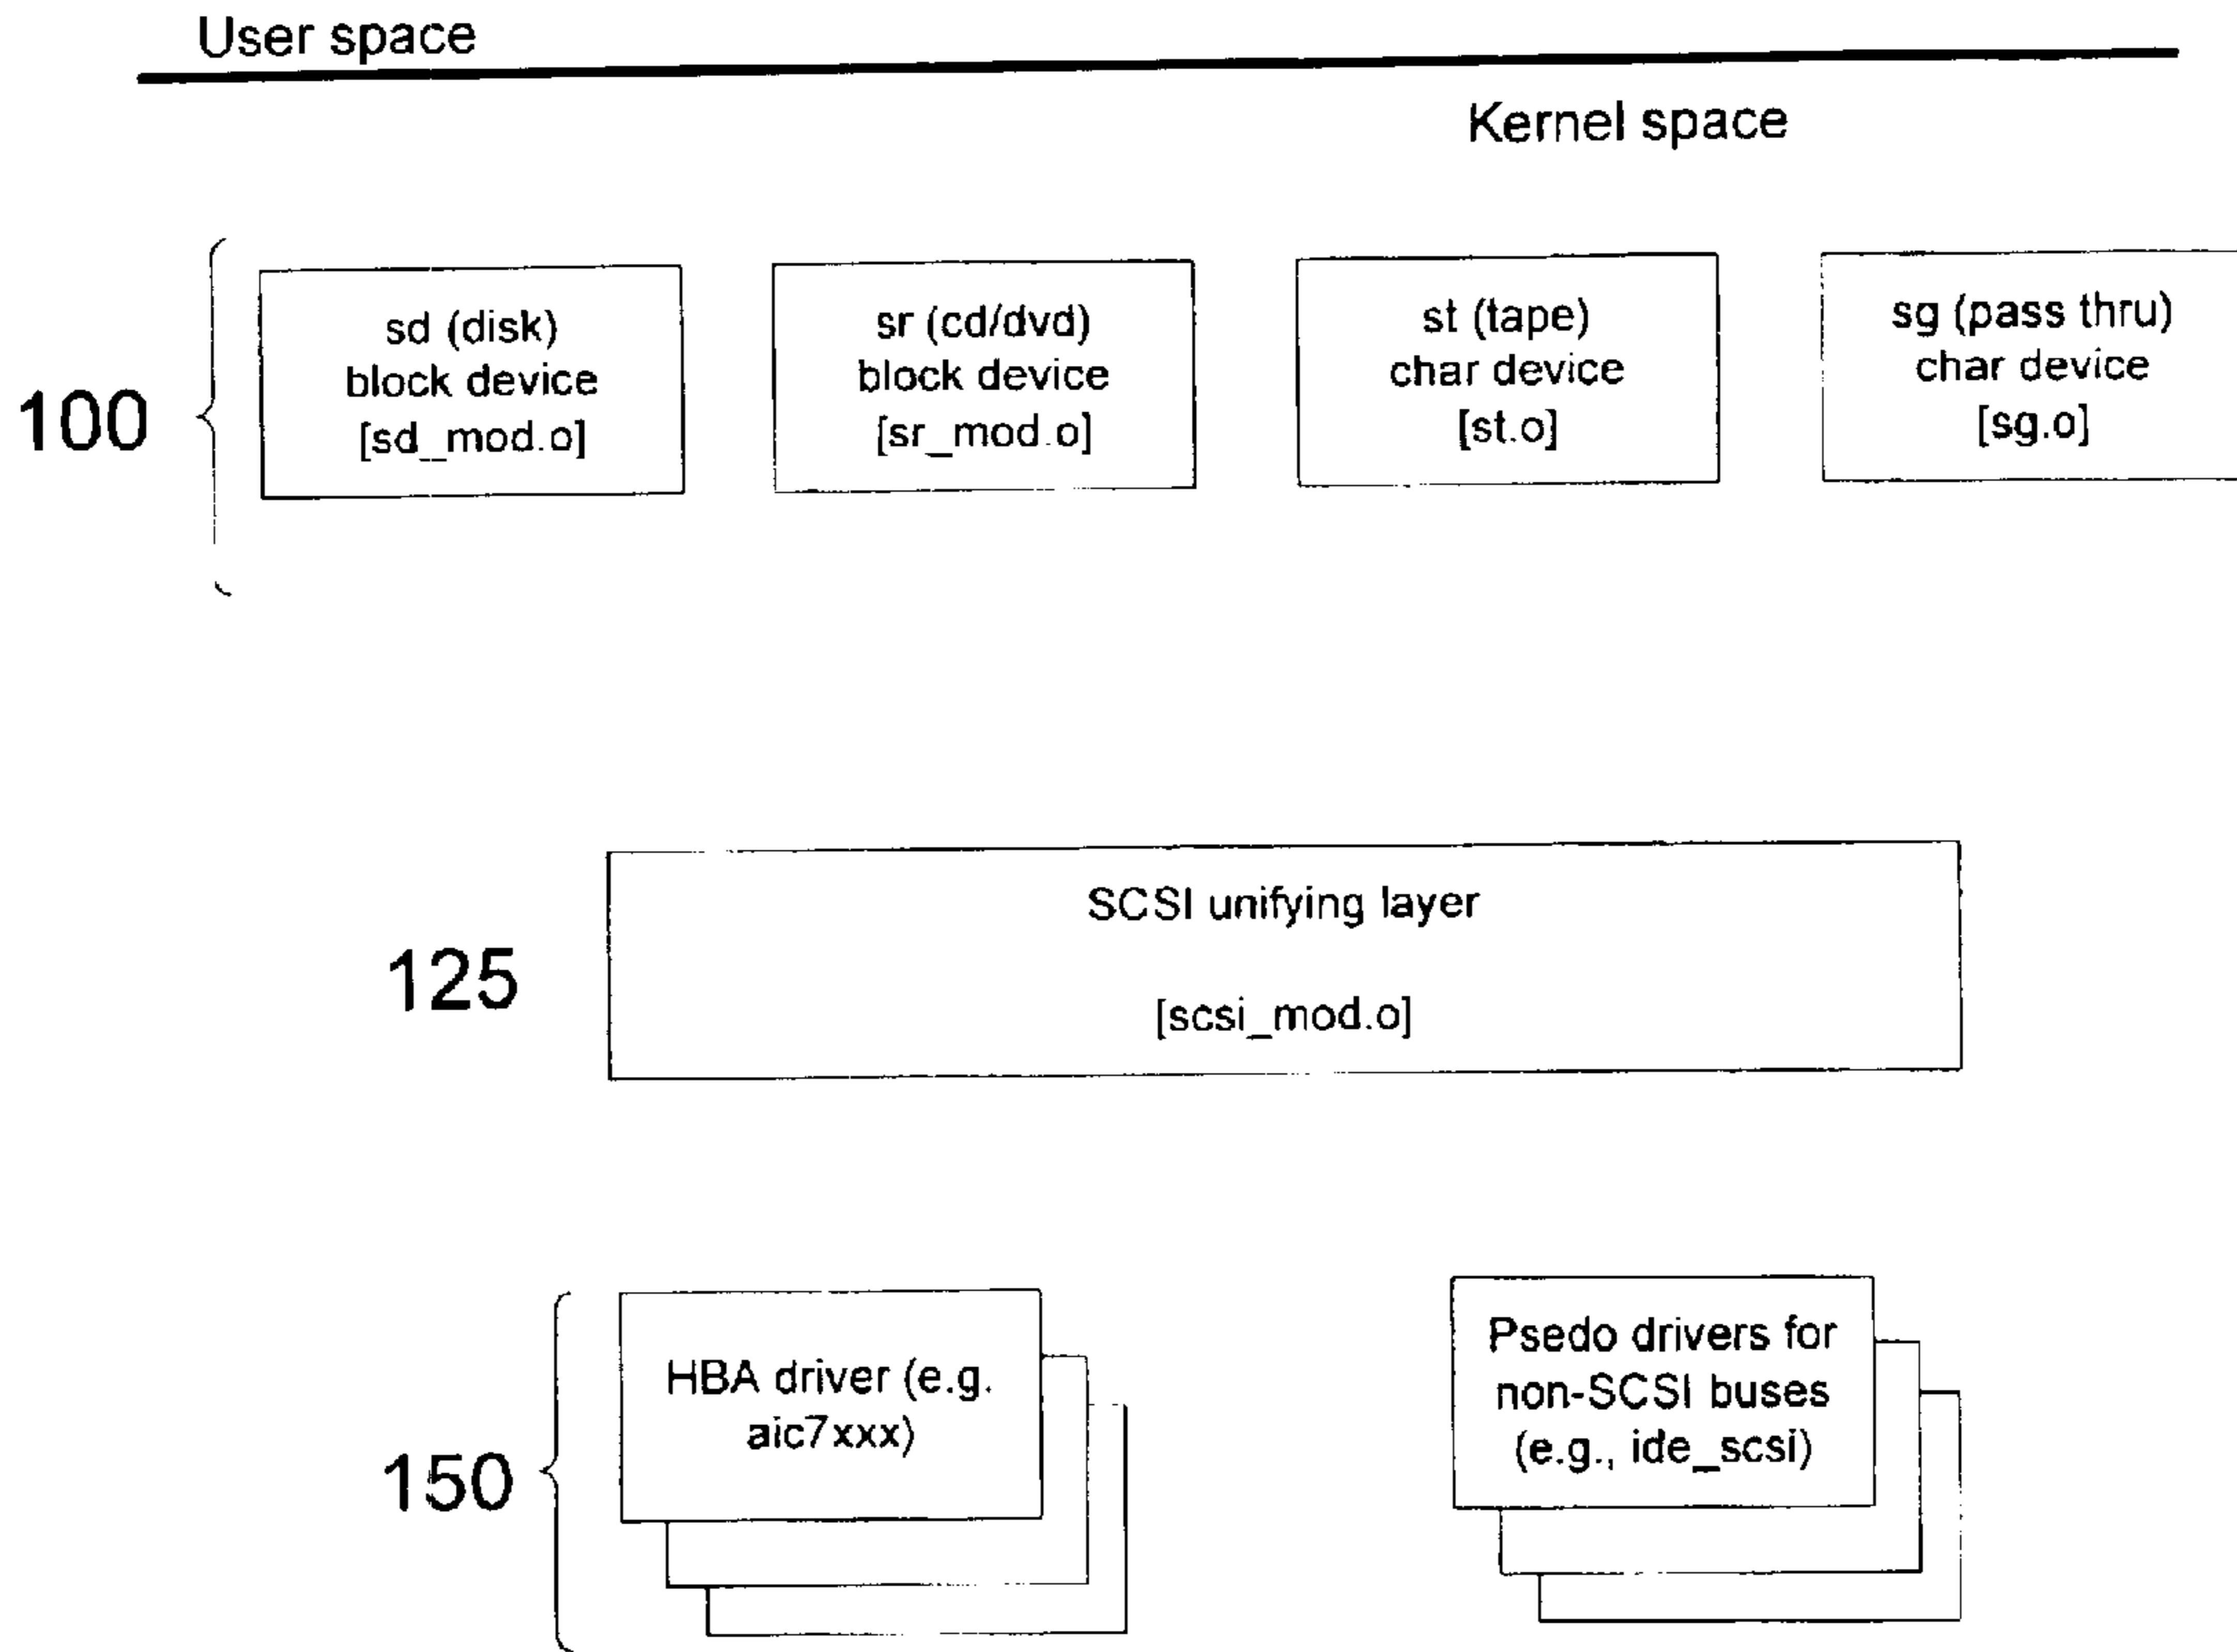 User space
Kernel space
100
sd (disk)
block device
[sd_mod.o]
sr (cd/dvd)
block device
[sr_mod.o]
st (tape)
char device
[st.o]
sg (pass thru)
char device
[sg.o]
125
SCSI unifying layer
[scsi_mod.o]
150
HBA driver (e.g.
aic7xxx)
Psedo drivers for
non-SCSI buses
(e.g., ide_scsi)